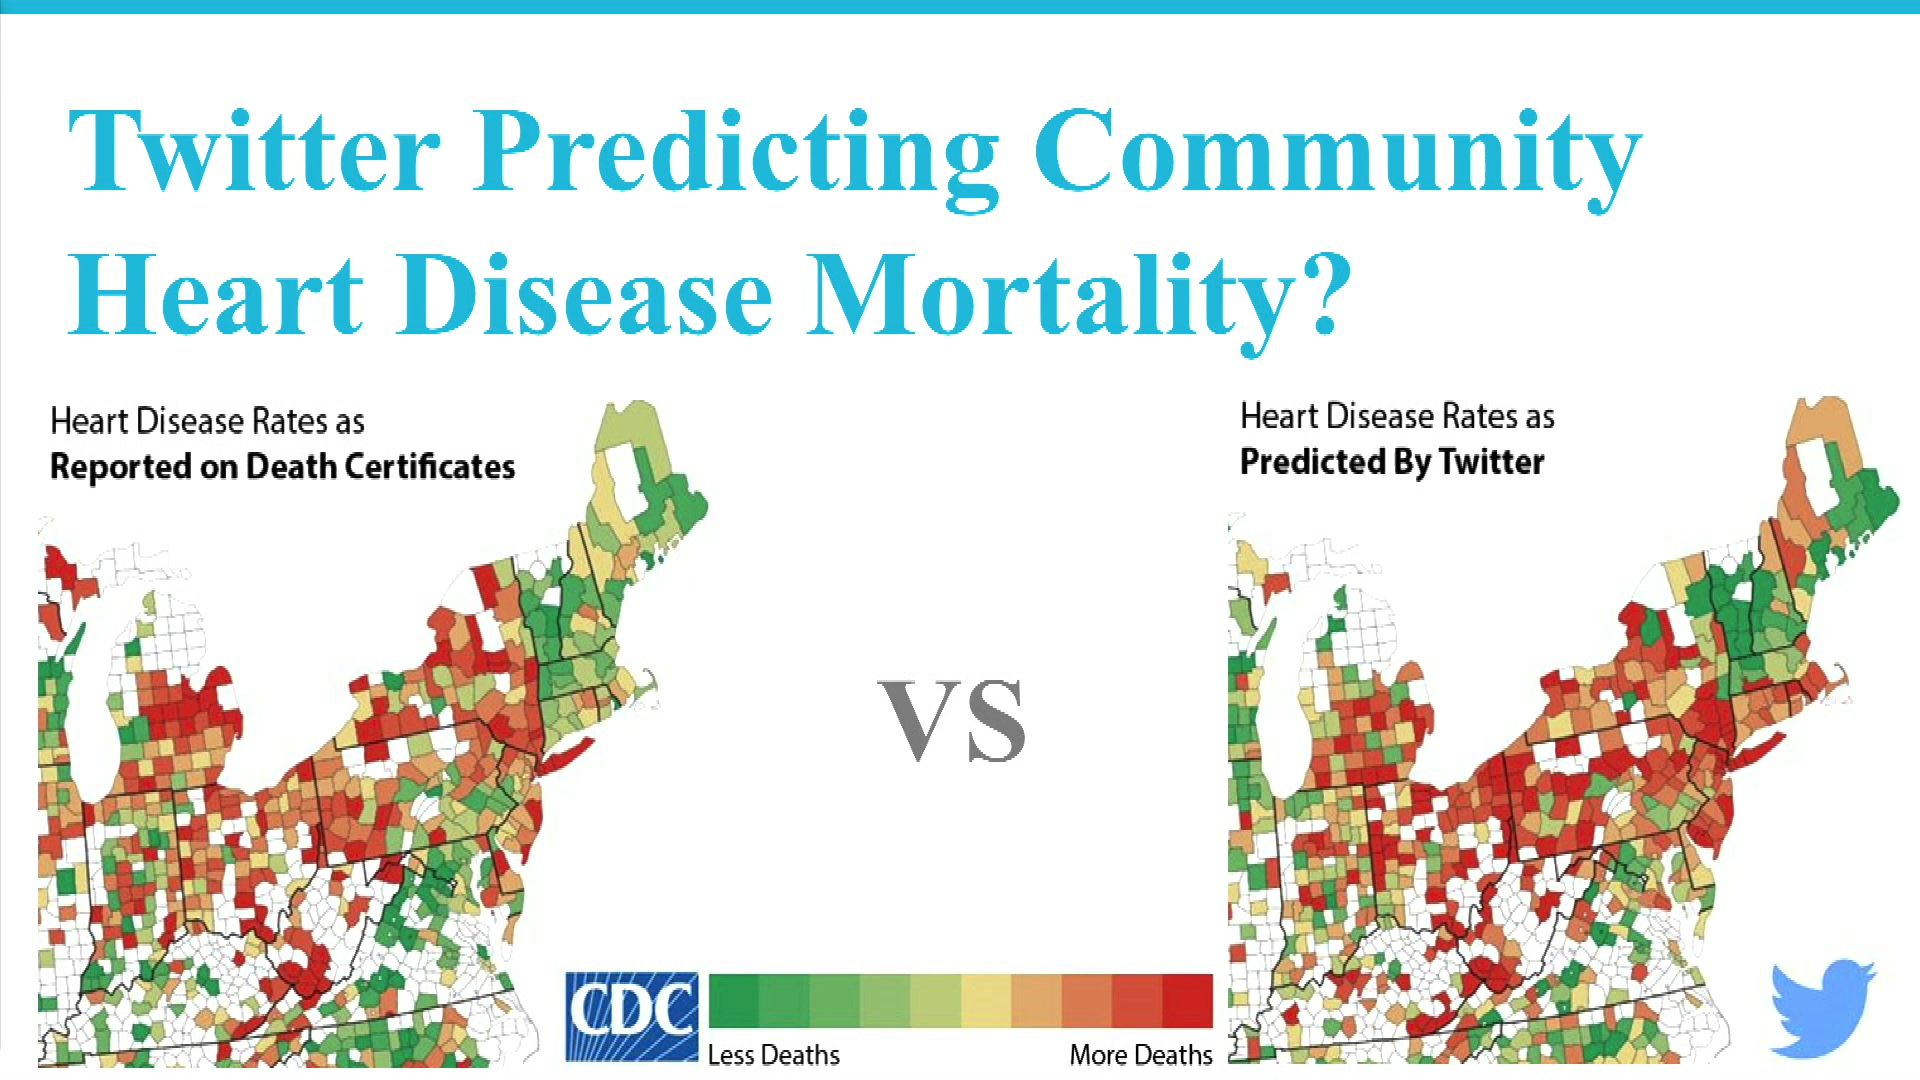 Twitter Predicting Community
Heart Disease Mortality?
Heart Disease Rates as
Reported on Death Certificates
Heart Disease Rates as
Predicted By Twitter
VS
CDC
Less Deaths
More Deaths